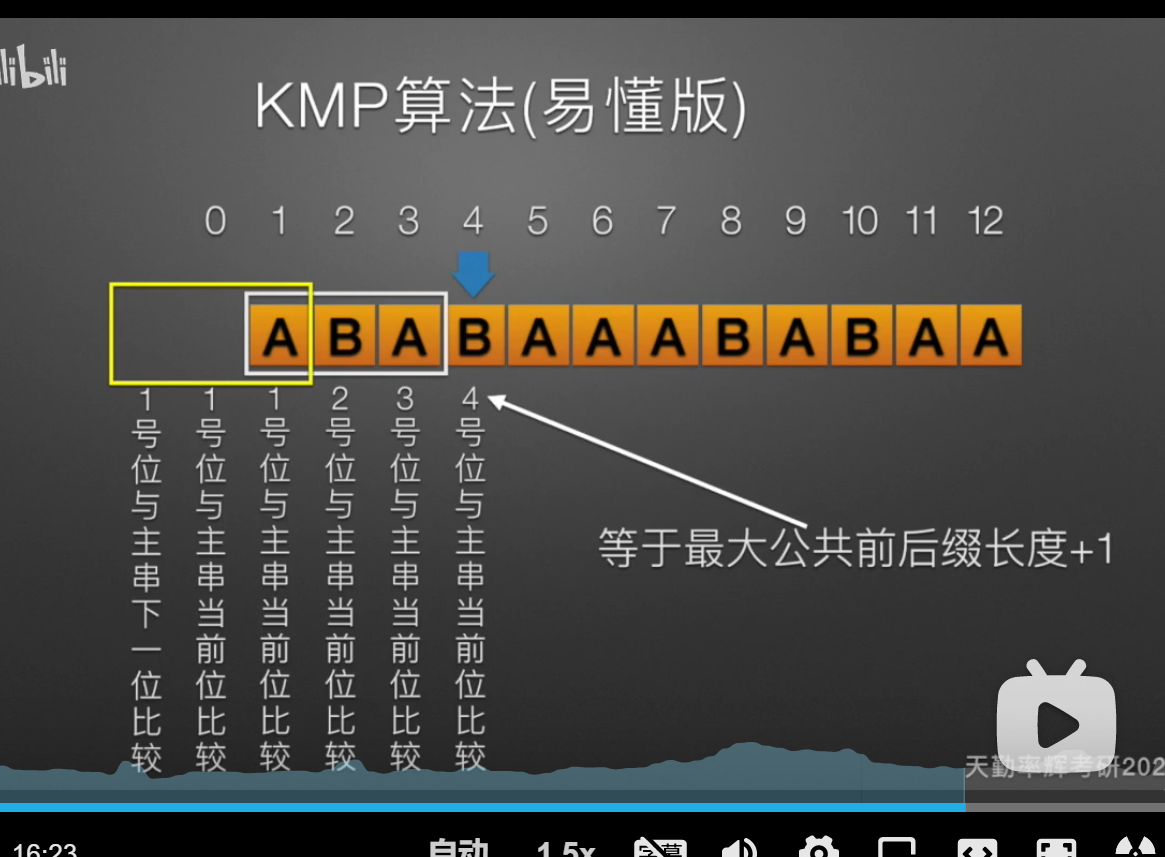 libili
KMP算法(易懂版)
0 1 2 3 4 5 6 7 8 9 10 11 12
A B A B A A A B A B A A
1号位与主串下一位比较
1号位与主串当前位比较
1号位与主串当前位比较
2号位与主串当前位比较
3号位与主串当前位比较
4号位与主串当前位比较
等于最大公共前后缀长度+1
天勤率辉考研202
16:23 自动 1.5x 字幕